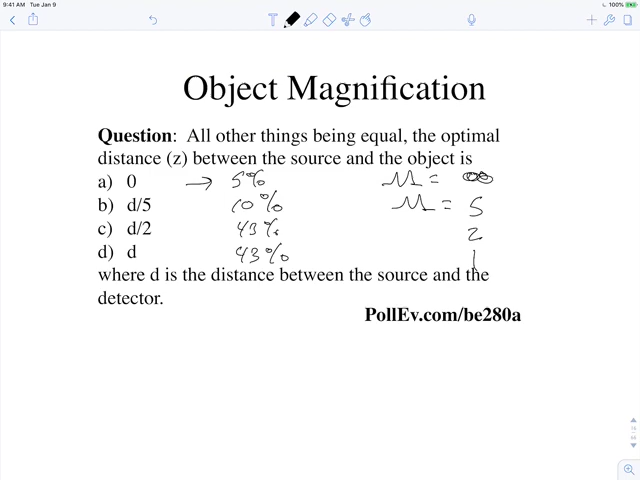 9:41 AM Tue Jan 9
100%
T
Object Magnification
Question: All other things being equal, the optimal
distance (z) between the source and the object is
a) 0 → 5% M = ∞
b) d/5 10% M = 5
c) d/2 43% 2
d) d 43% 1
where d is the distance between the source and the
detector.
PollEv.com/be280a